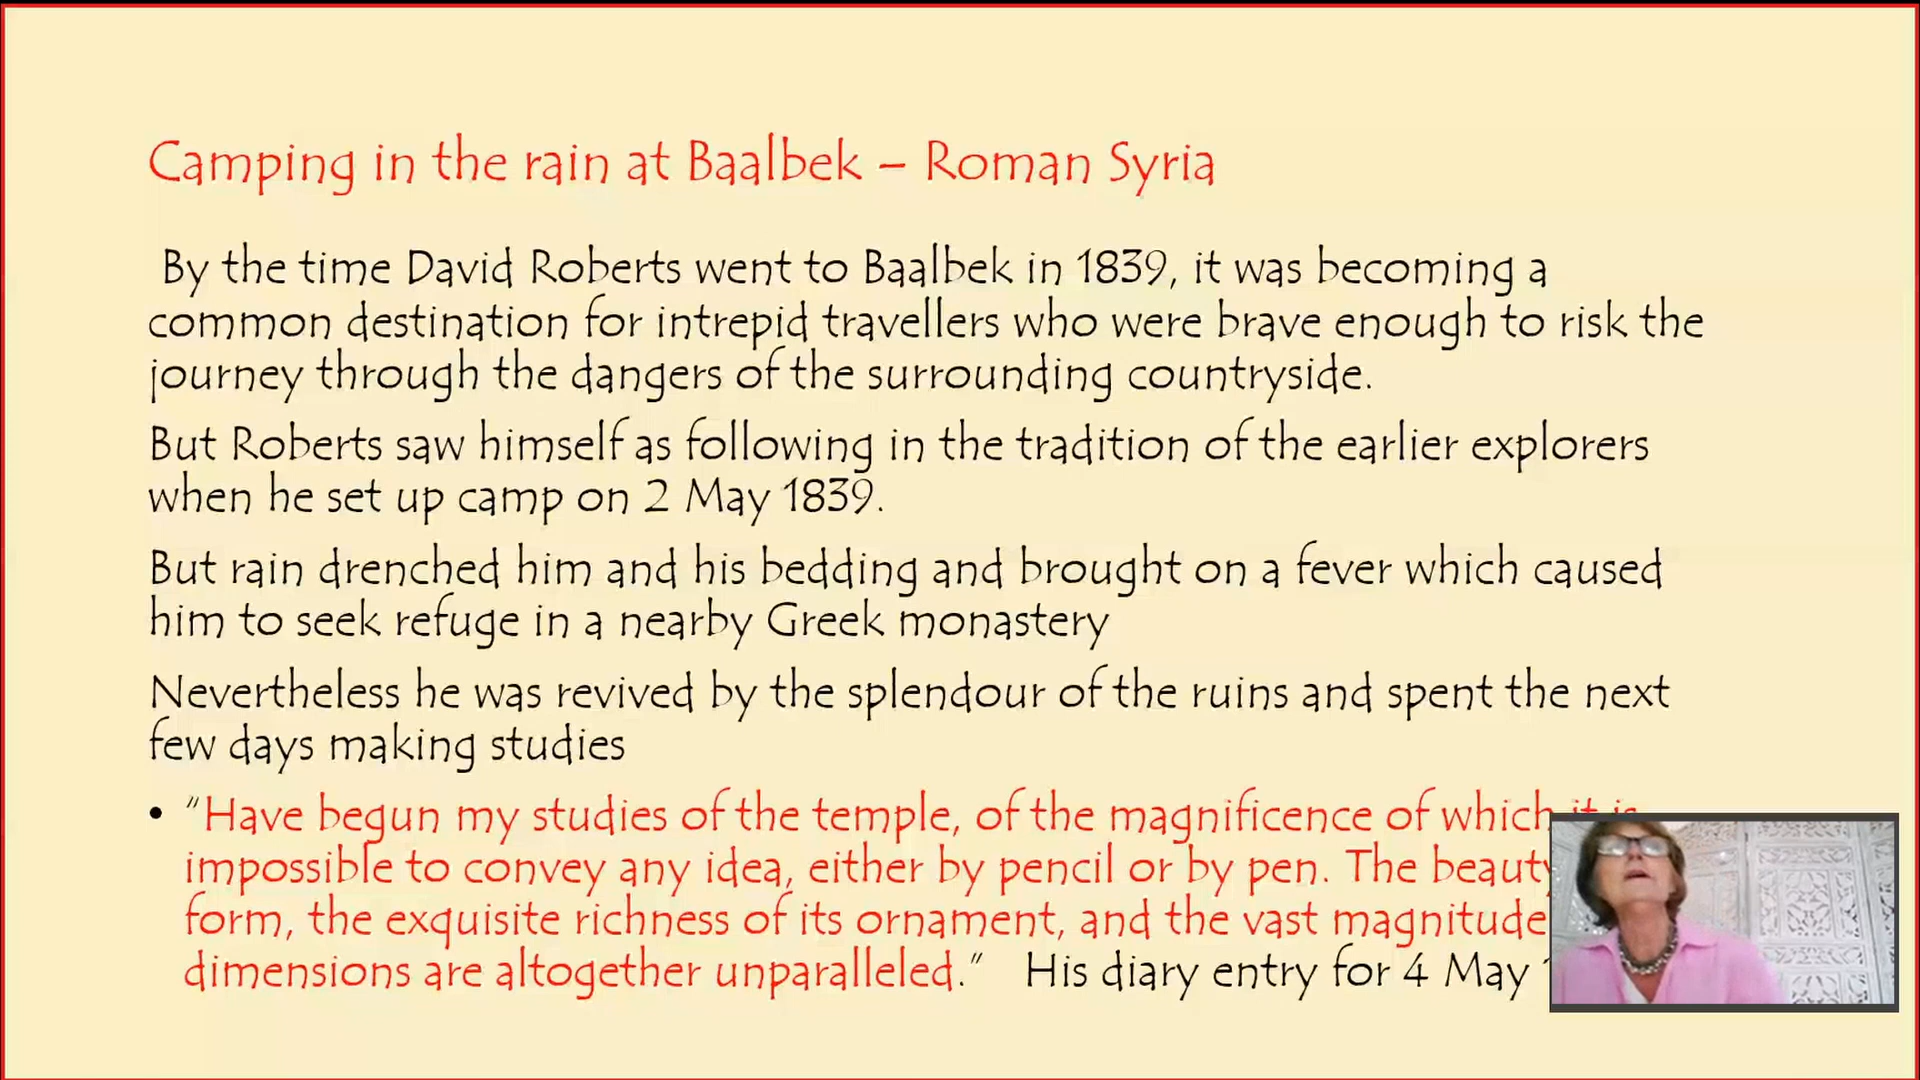 Camping in the rain at Baalbek – Roman Syria
By the time David Roberts went to Baalbek in 1839, it was becoming a
common destination for intrepid travellers who were brave enough to risk the
journey through the dangers of the surrounding countryside.
But Roberts saw himself as following in the tradition of the earlier explorers
when he set up camp on 2 May 1839.
But rain drenched him and his bedding and brought on a fever which caused
him to seek refuge in a nearby Greek monastery
Nevertheless he was revived by the splendour of the ruins and spent the next
few days making studies
• “Have begun my studies of the temple, of the magnificence of which it is
impossible to convey any idea, either by pencil or by pen. The beauty
form, the exquisite richness of its ornament, and the vast magnitude
dimensions are altogether unparalleled.” His diary entry for 4 May